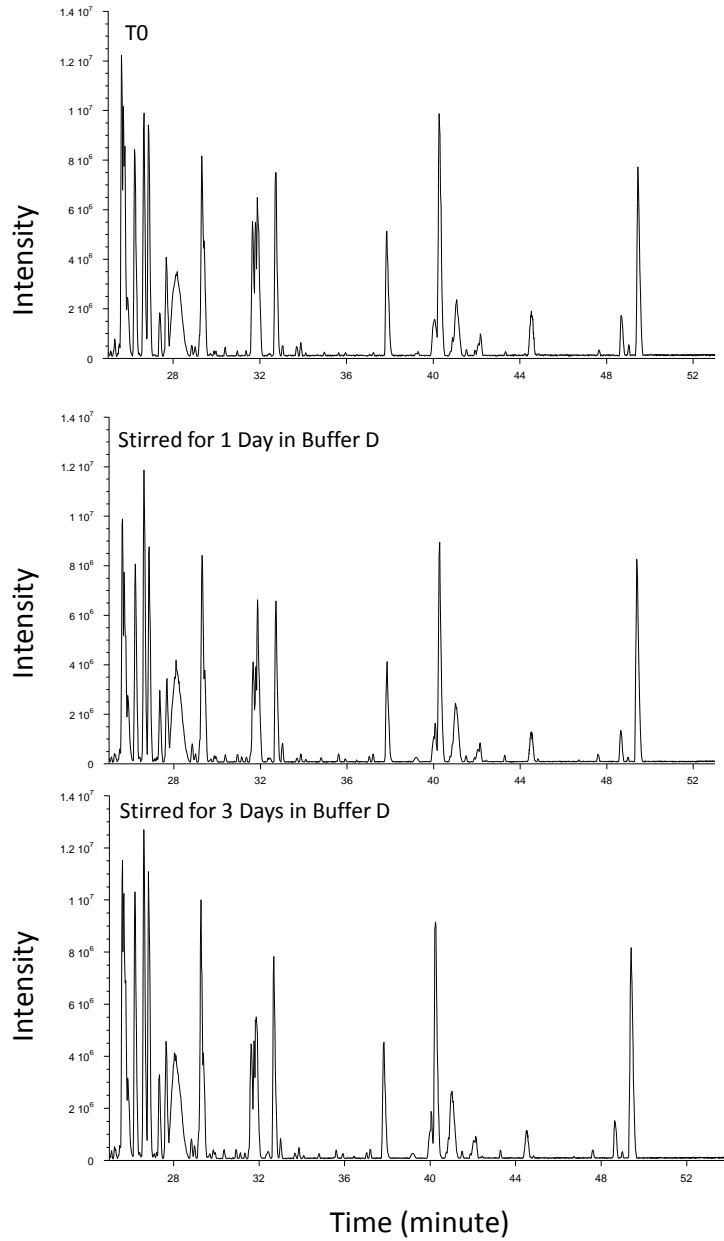 T0
1.4 10⁷
1.2 10⁷
1 10⁷
8 10⁶
6 10⁶
4 10⁶
2 10⁶
0
Intensity
28 32 36 40 44 48 52
Stirred for 1 Day in Buffer D
1.4 10⁷
1.2 10⁷
1 10⁷
8 10⁶
6 10⁶
4 10⁶
2 10⁶
0
Intensity
28 32 36 40 44 48 52
Stirred for 3 Days in Buffer D
1.4 10⁷
1.2 10⁷
1 10⁷
8 10⁶
6 10⁶
4 10⁶
2 10⁶
0
Intensity
28 32 36 40 44 48 52
Time (minute)